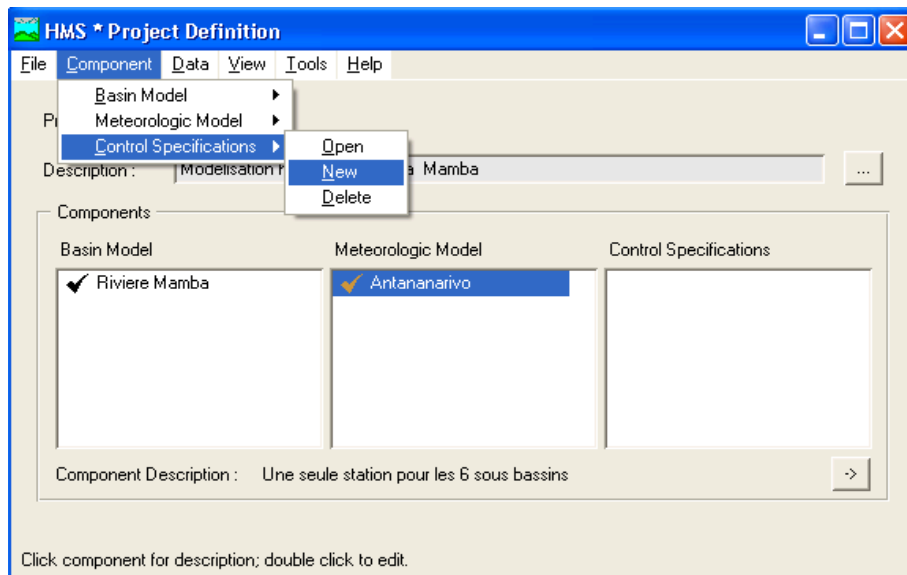 HMS * Project Definition
File Component Data View Tools Help
Basin Model
Meteorologic Model
Control Specifications
Open
New
Delete
Description : Mamba ...
Components
Basin Model Meteorologic Model Control Specifications
Riviere Mamba Antananarivo
Component Description : Une seule station pour les 6 sous bassins ->
Click component for description; double click to edit.